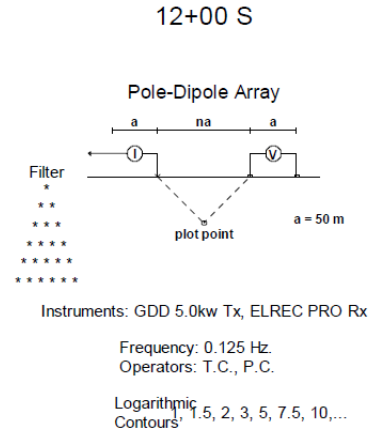 12+00 S
Pole-Dipole Array
a na a
I V
Filter
*
* *
* * *
* * * *
* * * * *
* * * * * *
plot point
a = 50 m
Instruments: GDD 5.0kw Tx, ELREC PRO Rx
Frequency: 0.125 Hz.
Operators: T.C., P.C.
Logarithmic
Contours 1, 1.5, 2, 3, 5, 7.5, 10,...